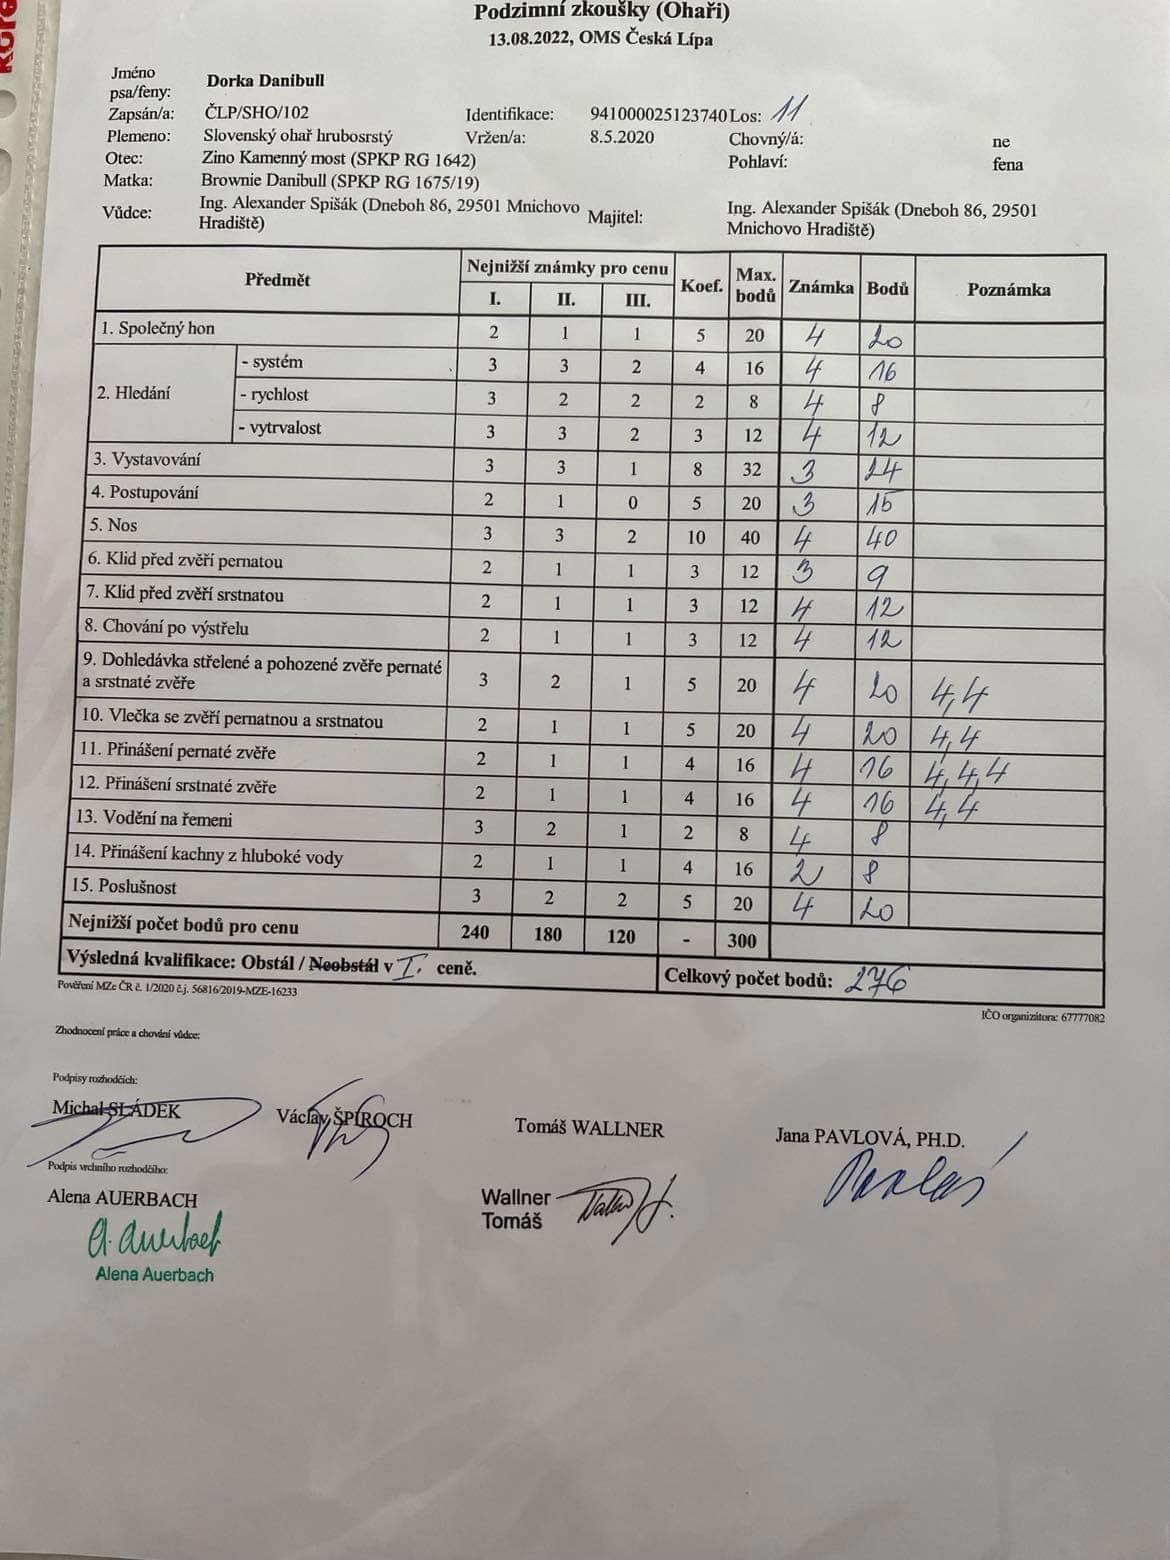 Podzimní zkoušky (Ohaři)
13.08.2022, OMS Česká Lípa
Jméno psa/feny: Dorka Danibull
Zapsán/a: ČLP/SHO/102 Identifikace: 941000025123740 Los: 11
Plemeno: Slovenský ohař hrubosrstý Vržen/a: 8.5.2020 Chovný/á: ne
Otec: Zino Kamenný most (SPKP RG 1642) Pohlaví: fena
Matka: Brownie Danibull (SPKP RG 1675/19)
Vůdce: Ing. Alexander Spišák (Dneboh 86, 29501 Mnichovo Hradiště) Majitel: Ing. Alexander Spišák (Dneboh 86, 29501 Mnichovo Hradiště)
Předmět Nejnižší známky pro cenu Koef. Max. bodů Známka Bodů Poznámka
I. II. III.
1. Společný hon 2 1 1 5 20 4 20
2. Hledání - systém 3 3 2 4 16 4 16
- rychlost 3 2 2 2 8 4 8
- vytrvalost 3 3 2 3 12 4 12
3. Vystavování 3 3 1 8 32 3 24
4. Postupování 2 1 0 5 20 3 15
5. Nos 3 3 2 10 40 4 40
6. Klid před zvěří pernatou 2 1 1 3 12 3 9
7. Klid před zvěří srstnatou 2 1 1 3 12 4 12
8. Chování po výstřelu 2 1 1 3 12 4 12
9. Dohledávka střelené a pohozené zvěře pernaté a srstnaté zvěře 3 2 1 5 20 4 20 4,4
10. Vlečka se zvěří pernatnou a srstnatou 2 1 1 5 20 4 20 4,4
11. Přinášení pernaté zvěře 2 1 1 4 16 4 16 4,4,4
12. Přinášení srstnaté zvěře 2 1 1 4 16 4 16 4,4
13. Vodění na řemeni 3 2 1 2 8 4 8
14. Přinášení kachny z hluboké vody 2 1 1 4 16 2 8
15. Poslušnost 3 2 2 5 20 4 20
Nejnižší počet bodů pro cenu 240 180 120 - 300
Výsledná kvalifikace: Obstál / Neobstál v I. ceně. Celkový počet bodů: 276
Pověření MZe ČR č. 1/2020 č.j. 56816/2019-MZE-16233
IČO organizátora: 67777082
Zhodnocení práce a chování vůdce:
Podpisy rozhodčích:
Michal SLÁDEK Václav ŠPÍROCH Tomáš WALLNER Jana PAVLOVÁ, PH.D.
Pavlová
Podpis vrchního rozhodčího:
Alena AUERBACH
Wallner
Tomáš
A. Auerbach
Alena Auerbach